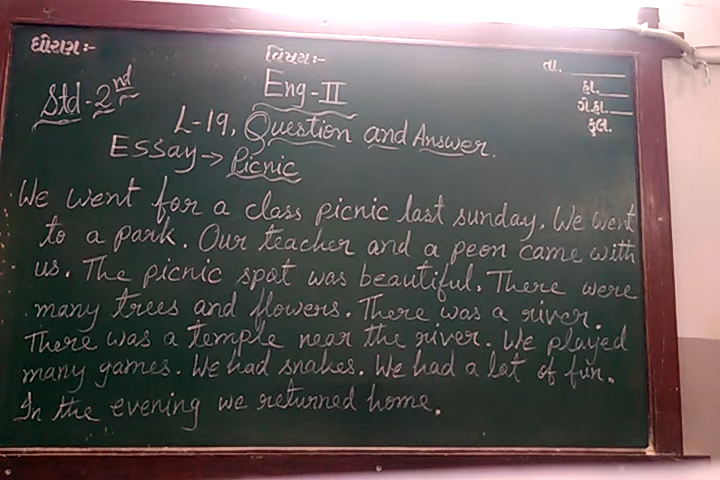 ધોરણઃ-
વિષયઃ-
તા.
હા.
ગે.હા.
કુલ.
Std-2nd
Eng-II
L-19, Question and Answer.
Essay → Picnic
We went for a class picnic last sunday. We went
to a park. Our teacher and a peon came with
us. The picnic spot was beautiful. There were
many trees and flowers. There was a river.
There was a temple near the river. We played
many games. We had snakes. We had a lot of fun.
In the evening we returned home.